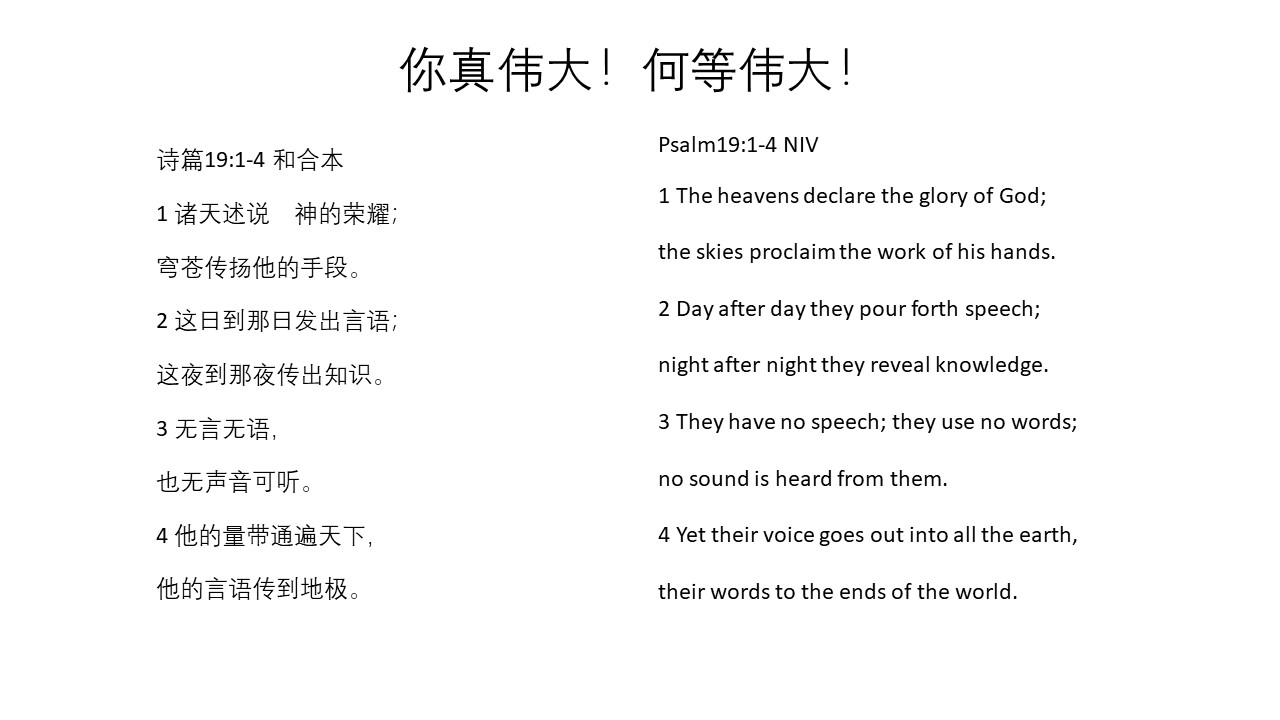 你真伟大！何等伟大！
诗篇19:1-4 和合本
1 诸天述说　神的荣耀；
穹苍传扬他的手段。
2 这日到那日发出言语；
这夜到那夜传出知识。
3 无言无语，
也无声音可听。
4 他的量带通遍天下，
他的言语传到地极。
Psalm19:1-4 NIV
1 The heavens declare the glory of God;
the skies proclaim the work of his hands.
2 Day after day they pour forth speech;
night after night they reveal knowledge.
3 They have no speech; they use no words;
no sound is heard from them.
4 Yet their voice goes out into all the earth,
their words to the ends of the world.